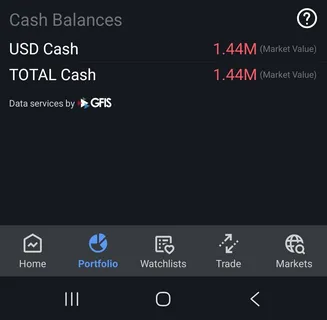 Cash Balances
USD Cash 1.44M (Market Value)
TOTAL Cash 1.44M (Market Value)
Data services by GFIS
Home Portfolio Watchlists Trade Markets